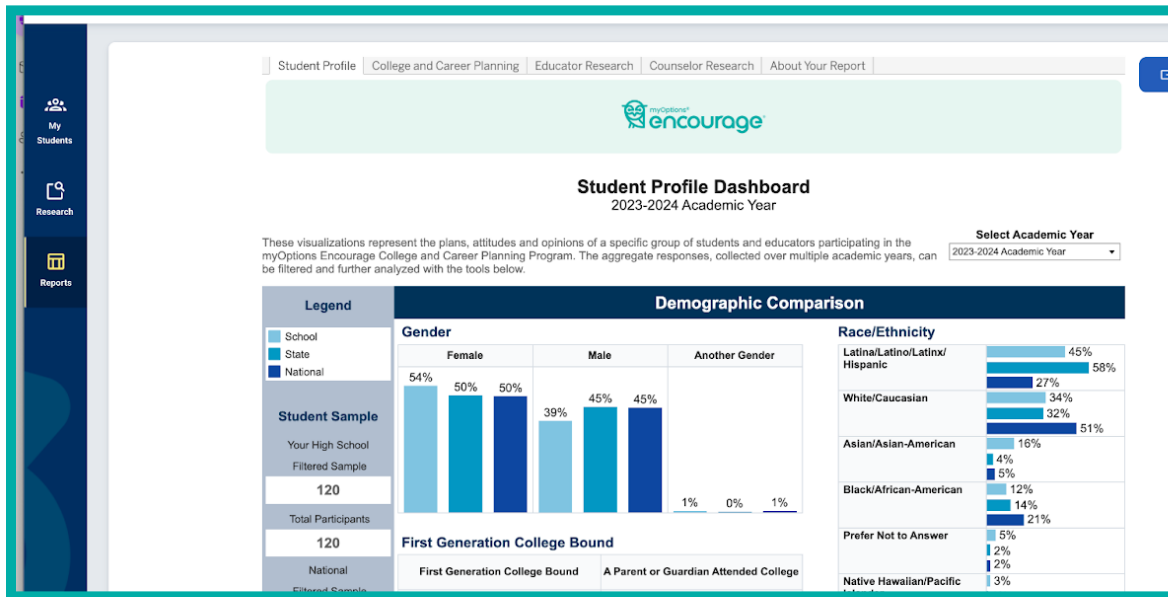 Student Profile
College and Career Planning
Educator Research
Counselor Research
About Your Report
My
Students
Research
Reports
myOptions®
encourage
Student Profile Dashboard
2023-2024 Academic Year
These visualizations represent the plans, attitudes and opinions of a specific group of students and educators participating in the
myOptions Encourage College and Career Planning Program. The aggregate responses, collected over multiple academic years, can
be filtered and further analyzed with the tools below.
Select Academic Year
2023-2024 Academic Year
Legend
School
State
National
Student Sample
Your High School
Filtered Sample
120
Total Participants
120
National
Filtered Sample
Demographic Comparison
Gender
Female
Male
Another Gender
54%
50%
50%
39%
45%
45%
1%
0%
1%
First Generation College Bound
First Generation College Bound
A Parent or Guardian Attended College
Race/Ethnicity
Latina/Latino/Latinx/
Hispanic
45%
58%
27%
White/Caucasian
34%
32%
51%
Asian/Asian-American
16%
4%
5%
Black/African-American
12%
14%
21%
Prefer Not to Answer
5%
2%
2%
Native Hawaiian/Pacific
3%